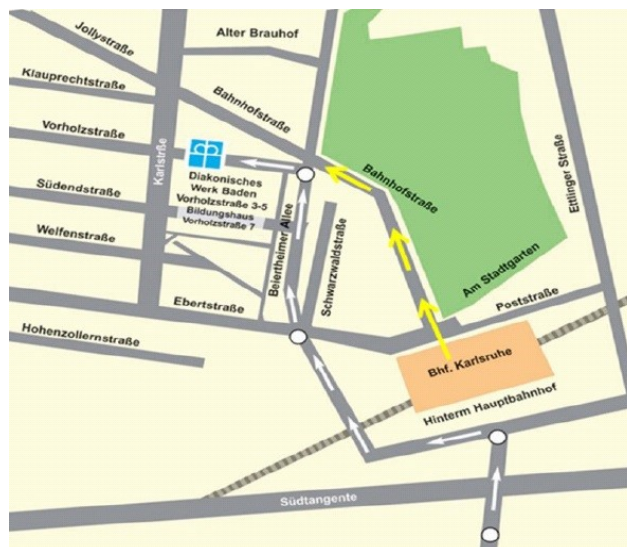 Jollystraße
Alter Brauhof
Klauprechtstraße
Bahnhofstraße
Vorholzstraße
Karlstrße
Diakonisches
Werk Baden
Vorholzstraße 3-5
Bildungshaus
Vorholzstraße 7
Bahnhofstraße
Ettlinger Straße
Südendstraße
Welfenstraße
Beiertheimer Allee
Schwarzwaldstraße
Am Stadtgarten
Ebertstraße
Poststraße
Hohenzollernstraße
Bhf. Karlsruhe
Hinterm Hauptbahnhof
Südtangente